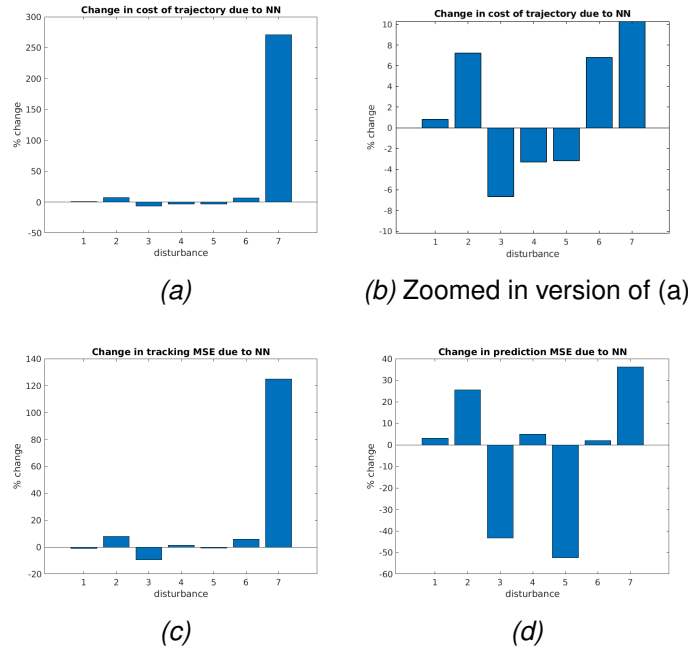 Change in cost of trajectory due to NN
300
250
200
150
100
50
0
-50
% change
1 2 3 4 5 6 7
disturbance
(a)
Change in cost of trajectory due to NN
10
8
6
4
2
0
-2
-4
-6
-8
-10
% change
1 2 3 4 5 6 7
disturbance
(b) Zoomed in version of (a)
Change in tracking MSE due to NN
140
120
100
80
60
40
20
0
-20
% change
1 2 3 4 5 6 7
disturbance
(c)
Change in prediction MSE due to NN
40
30
20
10
0
-10
-20
-30
-40
-50
-60
% change
1 2 3 4 5 6 7
disturbance
(d)